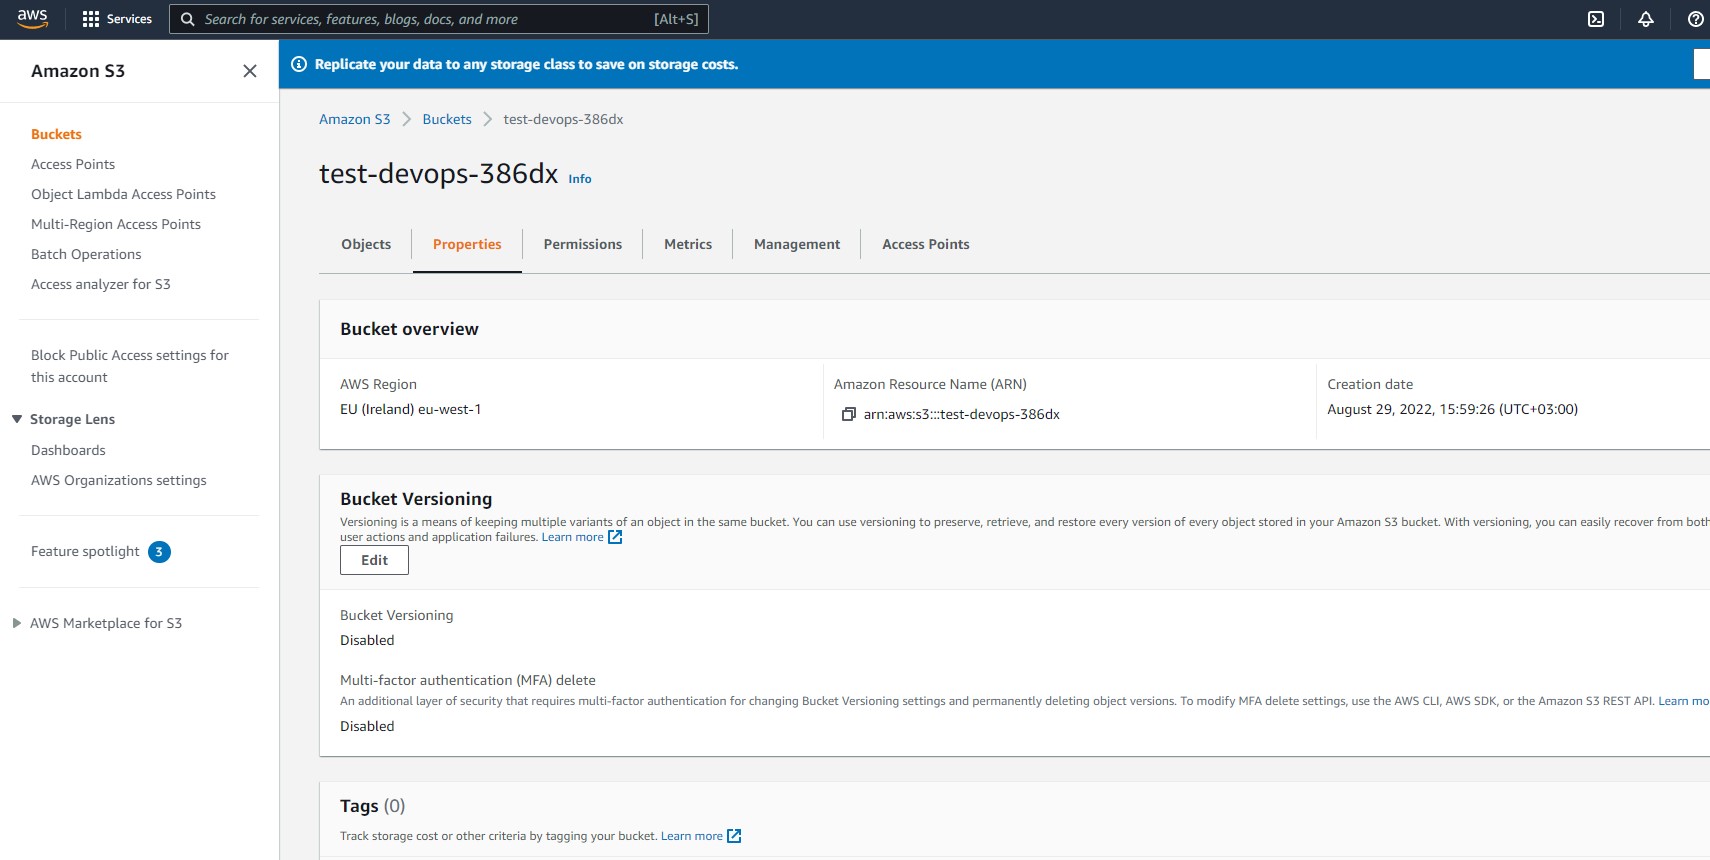 aws
Services
Search for services, features, blogs, docs, and more [Alt+S]
Amazon S3
Buckets
Access Points
Object Lambda Access Points
Multi-Region Access Points
Batch Operations
Access analyzer for S3
Block Public Access settings for
this account
Storage Lens
Dashboards
AWS Organizations settings
Feature spotlight 3
AWS Marketplace for S3
Replicate your data to any storage class to save on storage costs.
Amazon S3 Buckets test-devops-386dx
test-devops-386dx Info
Objects Properties Permissions Metrics Management Access Points
Bucket overview
AWS Region
EU (Ireland) eu-west-1
Amazon Resource Name (ARN)
arn:aws:s3:::test-devops-386dx
Creation date
August 29, 2022, 15:59:26 (UTC+03:00)
Bucket Versioning
Versioning is a means of keeping multiple variants of an object in the same bucket. You can use versioning to preserve, retrieve, and restore every version of every object stored in your Amazon S3 bucket. With versioning, you can easily recover from both
user actions and application failures. Learn more
Edit
Bucket Versioning
Disabled
Multi-factor authentication (MFA) delete
An additional layer of security that requires multi-factor authentication for changing Bucket Versioning settings and permanently deleting object versions. To modify MFA delete settings, use the AWS CLI, AWS SDK, or the Amazon S3 REST API. Learn mo
Disabled
Tags (0)
Track storage cost or other criteria by tagging your bucket. Learn more